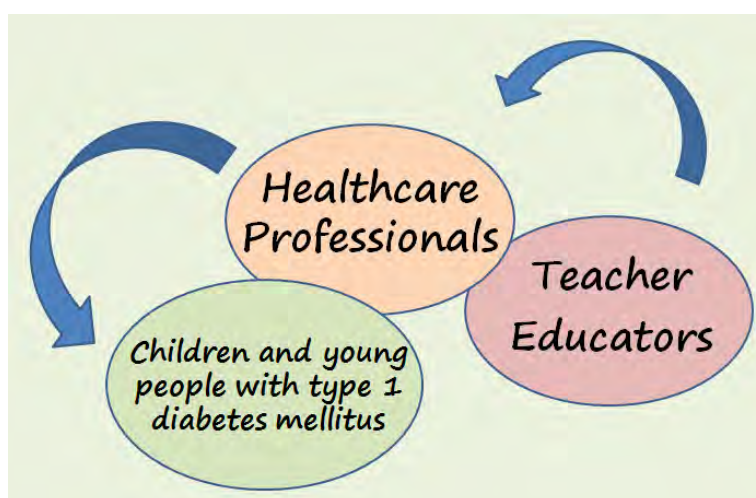 Healthcare
Professionals
Teacher
Educators
Children and young
people with type 1
diabetes mellitus